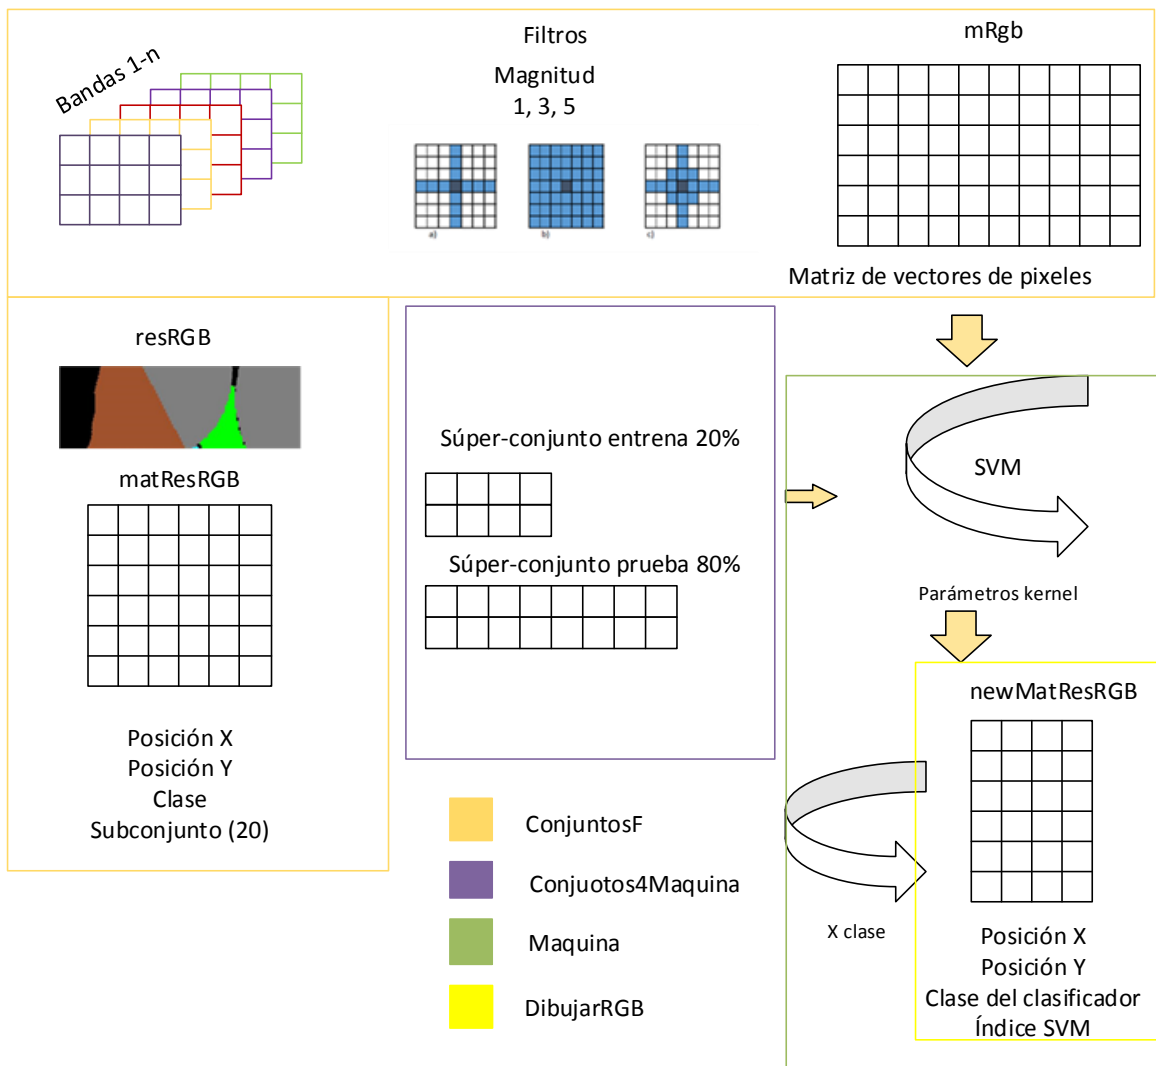 Bandas 1-n
Filtros
Magnitud
1, 3, 5
a)
b)
c)
mRgb
Matriz de vectores de pixeles
resRGB
matResRGB
Posición X
Posición Y
Clase
Subconjunto (20)
Súper-conjunto entrena 20%
Súper-conjunto prueba 80%
SVM
Parámetros kernel
newMatResRGB
X clase
Posición X
Posición Y
Clase del clasificador
Índice SVM
ConjuntosF
Conjuotos4Maquina
Maquina
DibujarRGB